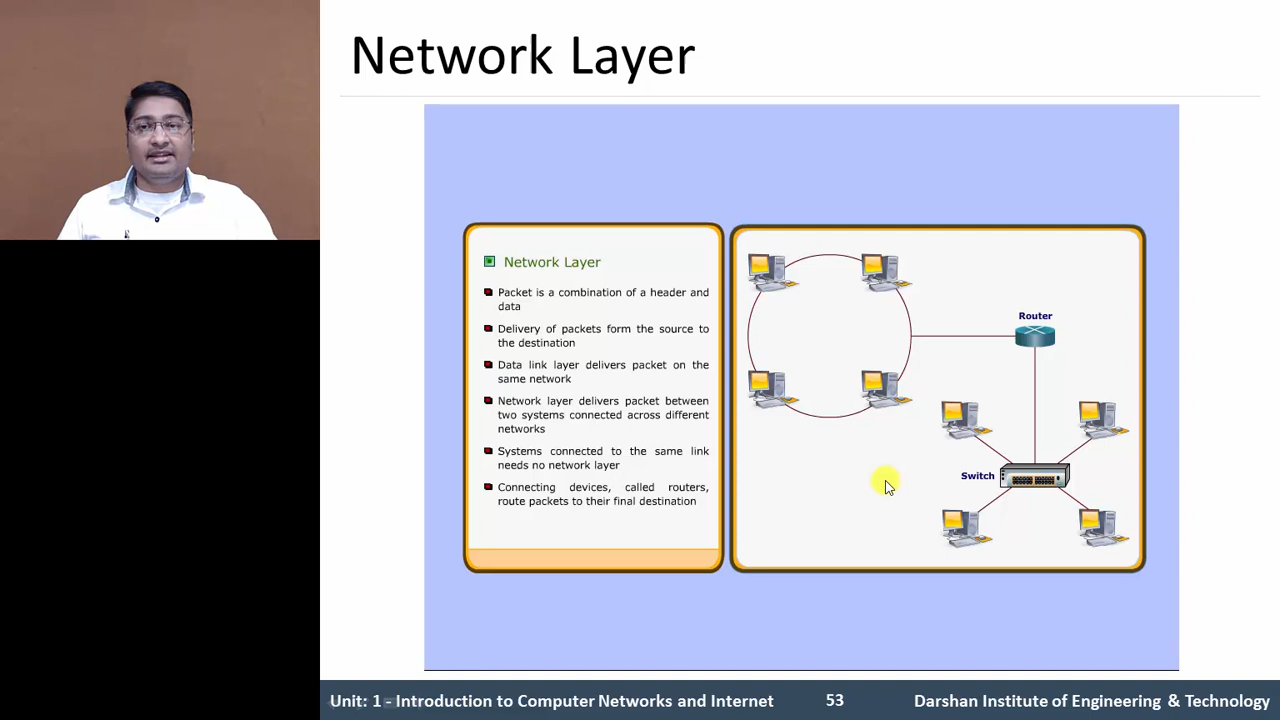 Network Layer
Network Layer
Packet is a combination of a header and
data
Delivery of packets form the source to
the destination
Data link layer delivers packet on the
same network
Network layer delivers packet between
two systems connected across different
networks
Systems connected to the same link
needs no network layer
Connecting devices, called routers,
route packets to their final destination
Router
Switch
Unit: 1 - Introduction to Computer Networks and Internet 53 Darshan Institute of Engineering & Technology